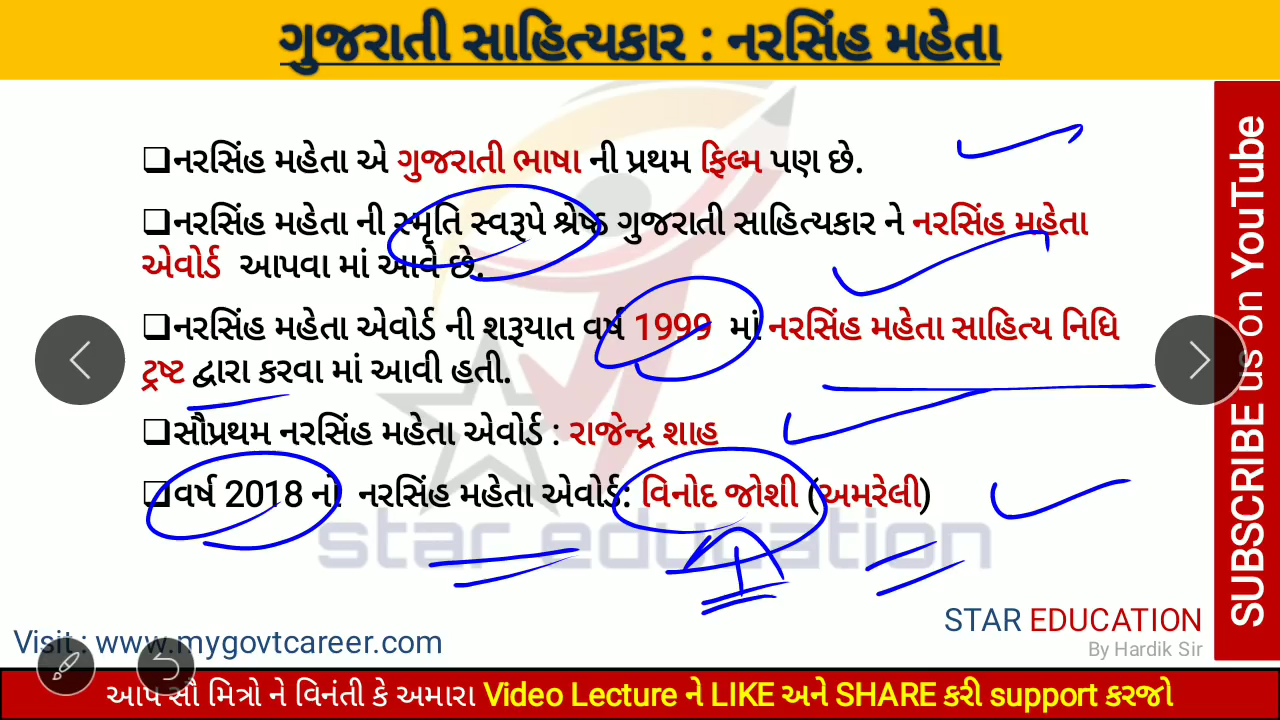 ગુજરાતી સાહિત્યકાર : નરસિંહ મહેતા
❑નરસિંહ મહેતા એ ગુજરાતી ભાષા ની પ્રથમ ફિલ્મ પણ છે.
❑નરસિંહ મહેતા ની સ્મૃતિ સ્વરૂપે શ્રેષ્ઠ ગુજરાતી સાહિત્યકાર ને નરસિંહ મહેતા
એવોર્ડ આપવા માં આવે છે.
❑નરસિંહ મહેતા એવોર્ડ ની શરૂયાત વર્ષ 1999 માં નરસિંહ મહેતા સાહિત્ય નિધિ
ટ્રષ્ટ દ્વારા કરવા માં આવી હતી.
❑સૌપ્રથમ નરસિંહ મહેતા એવોર્ડ : રાજેન્દ્ર શાહ
❑વર્ષ 2018 નો નરસિંહ મહેતા એવોર્ડ: વિનોદ જોશી (અમરેલી)
star education
STAR EDUCATION
By Hardik Sir
Visit : www.mygovtcareer.com
આપ સૌ મિત્રો ને વિનંતી કે અમારા Video Lecture ને LIKE અને SHARE કરી support કરજો
SUBSCRIBE us on YouTube